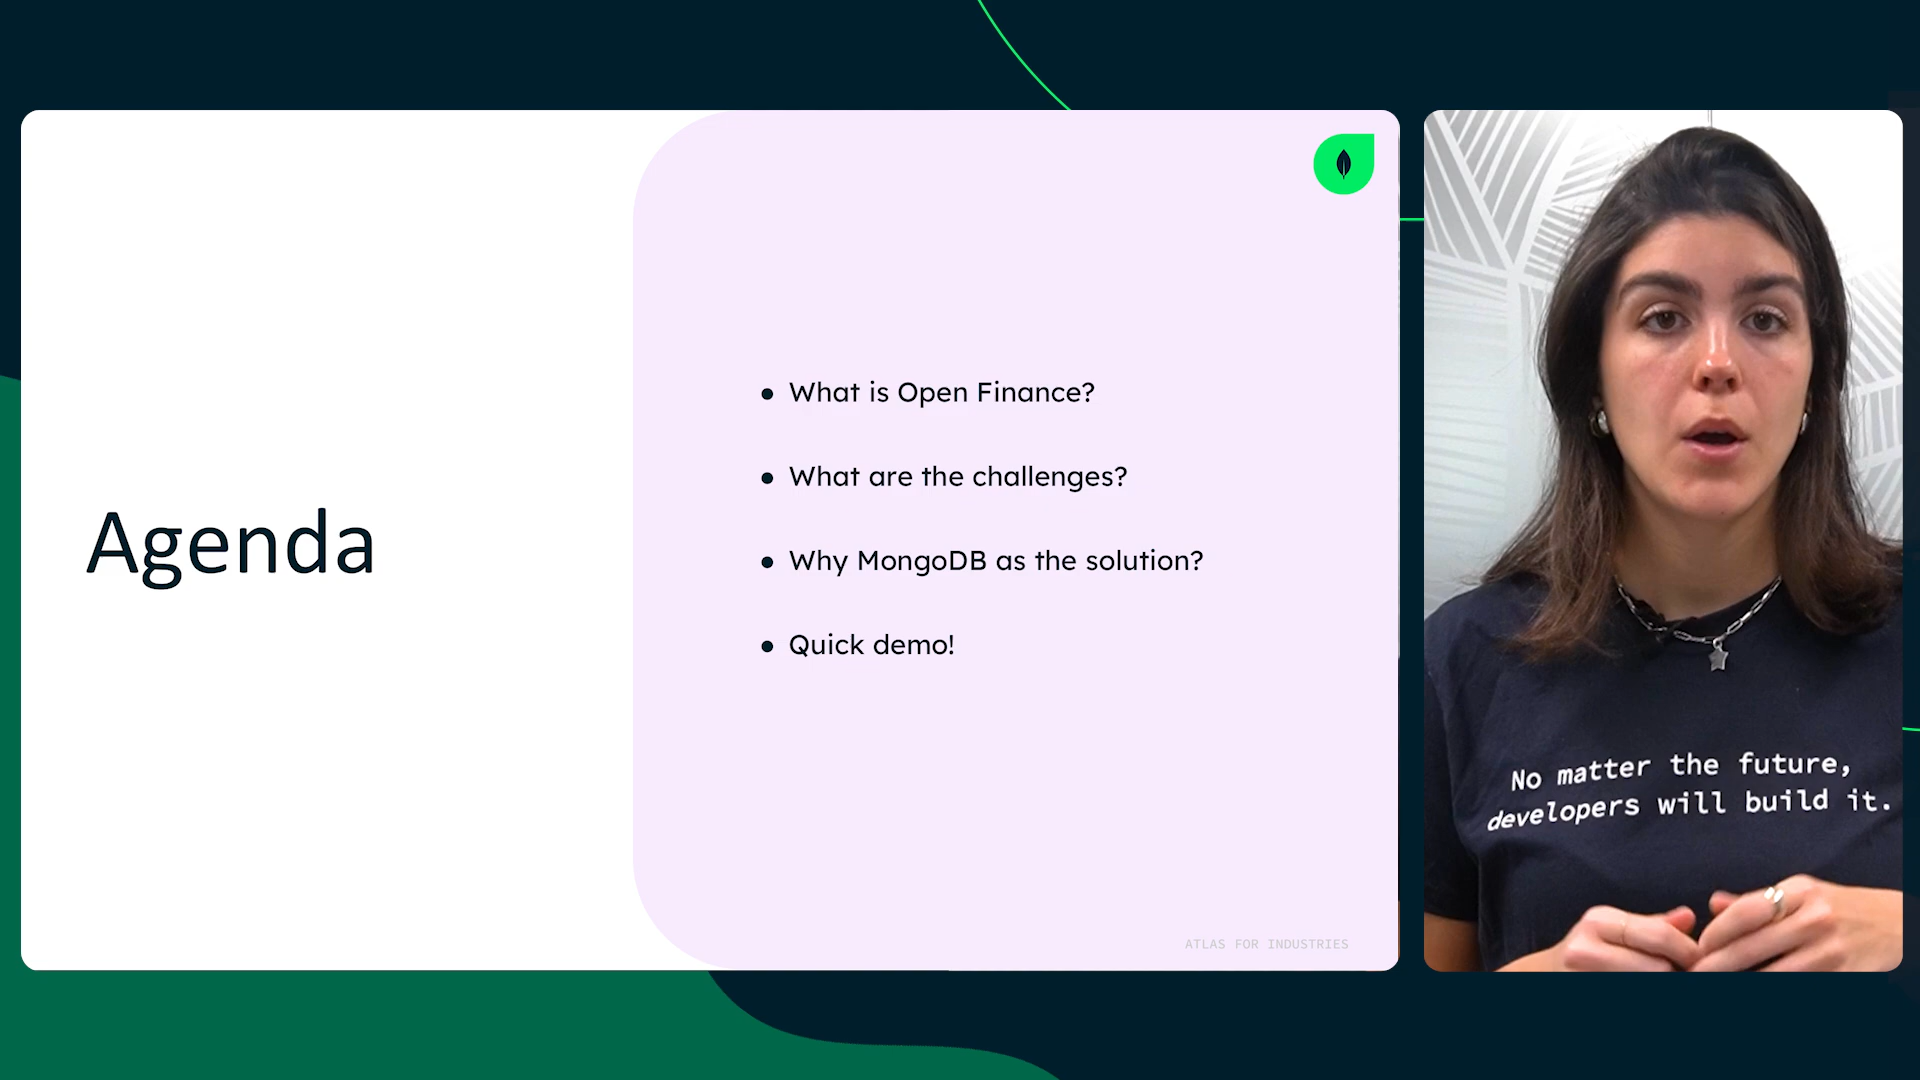 Agenda
• What is Open Finance?
• What are the challenges?
• Why MongoDB as the solution?
• Quick demo!
ATLAS FOR INDUSTRIES
No matter the future,
developers will build it.